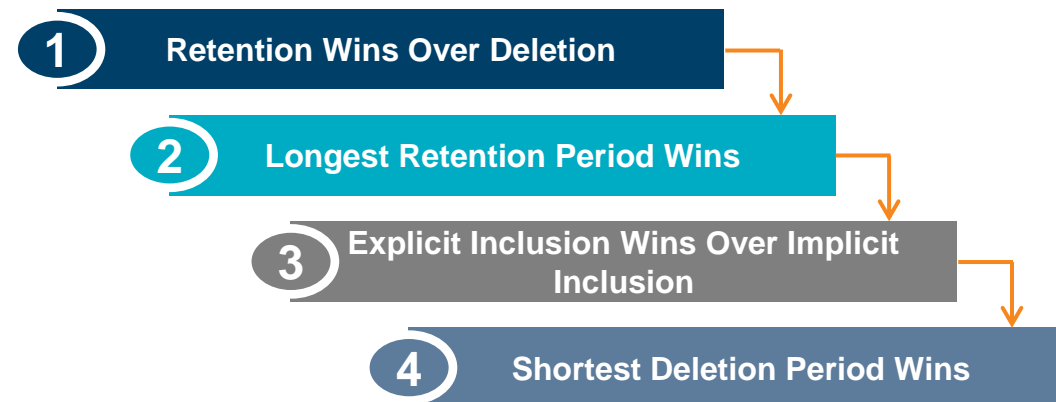 1
Retention Wins Over Deletion
2
Longest Retention Period Wins
3
Explicit Inclusion Wins Over Implicit
Inclusion
4
Shortest Deletion Period Wins